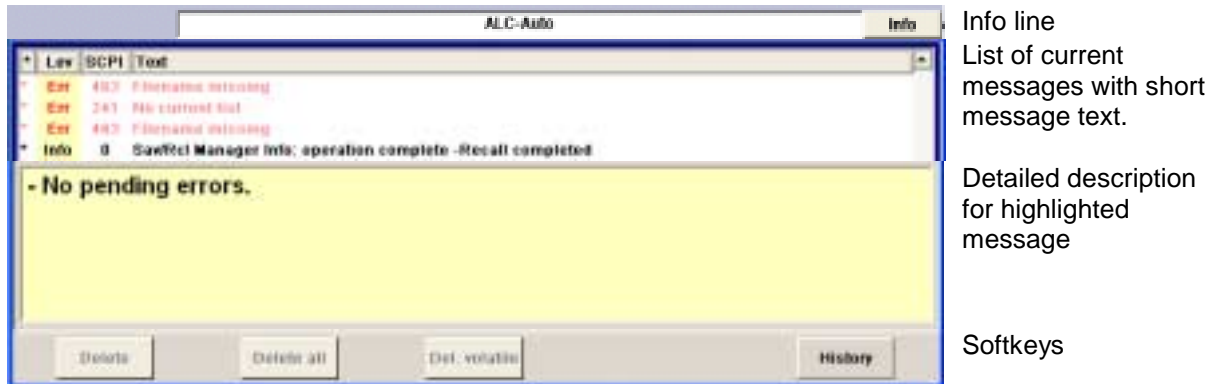 ALC-Auto Info
Info line
* Lev SCPI Text
Err 493 Filename missing
Err 241 No current list
Err 493 Filename missing
* Info 0 Sav/Rcl Manager Info; operation complete -Recall completed
List of current
messages with short
message text.
- No pending errors.
Detailed description
for highlighted
message
Delete Delete all Del. volatile History
Softkeys